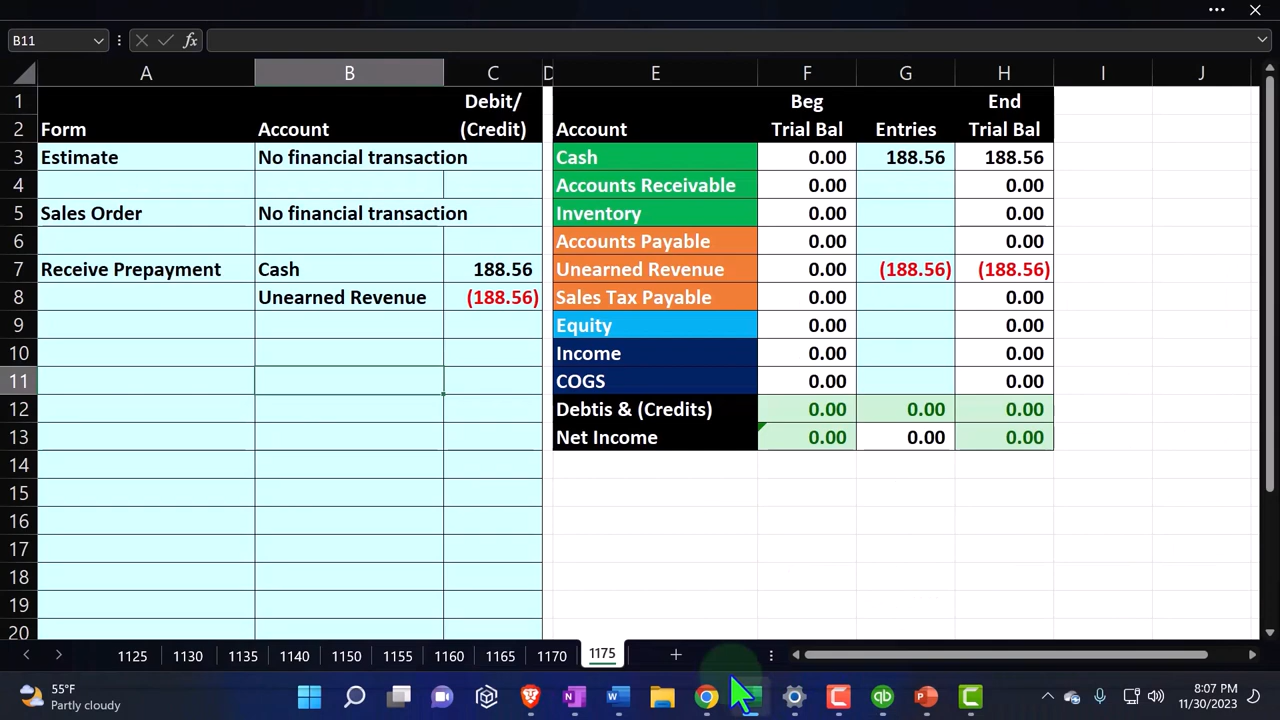 B11
fx
A B C D E F G H I J
1 Debit/ Beg End
2 Form Account (Credit) Account Trial Bal Entries Trial Bal
3 Estimate No financial transaction Cash 0.00 188.56 188.56
4 Accounts Receivable 0.00 0.00
5 Sales Order No financial transaction Inventory 0.00 0.00
6 Accounts Payable 0.00 0.00
7 Receive Prepayment Cash 188.56 Unearned Revenue 0.00 (188.56) (188.56)
8 Unearned Revenue (188.56) Sales Tax Payable 0.00 0.00
9 Equity 0.00 0.00
10 Income 0.00 0.00
11 COGS 0.00 0.00
12 Debtis & (Credits) 0.00 0.00 0.00
13 Net Income 0.00 0.00 0.00
14
15
16
17
18
19
20
1125 1130 1135 1140 1150 1155 1160 1165 1170 1175
55°F 8:07 PM
Partly cloudy 11/30/2023